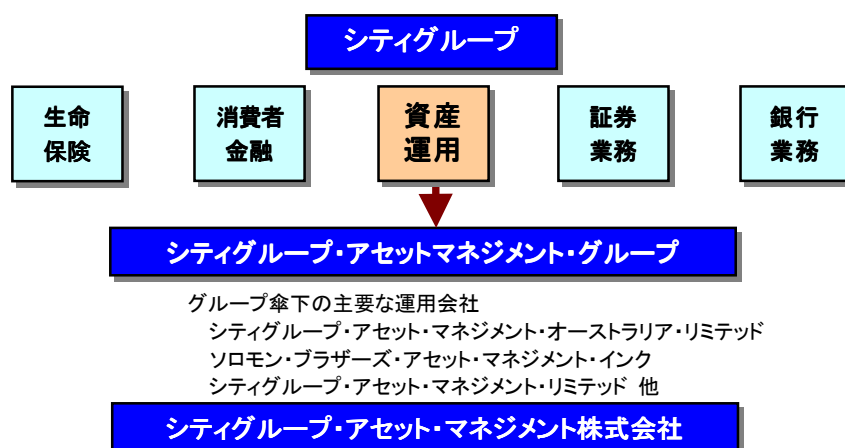 シティグループ
生命
保険
消費者
金融
資産
運用
証券
業務
銀行
業務
シティグループ・アセットマネジメント・グループ
グループ傘下の主要な運用会社
シティグループ・アセット・マネジメント・オーストラリア・リミテッド
ソロモン・ブラザーズ・アセット・マネジメント・インク
シティグループ・アセット・マネジメント・リミテッド 他
シティグループ・アセット・マネジメント株式会社